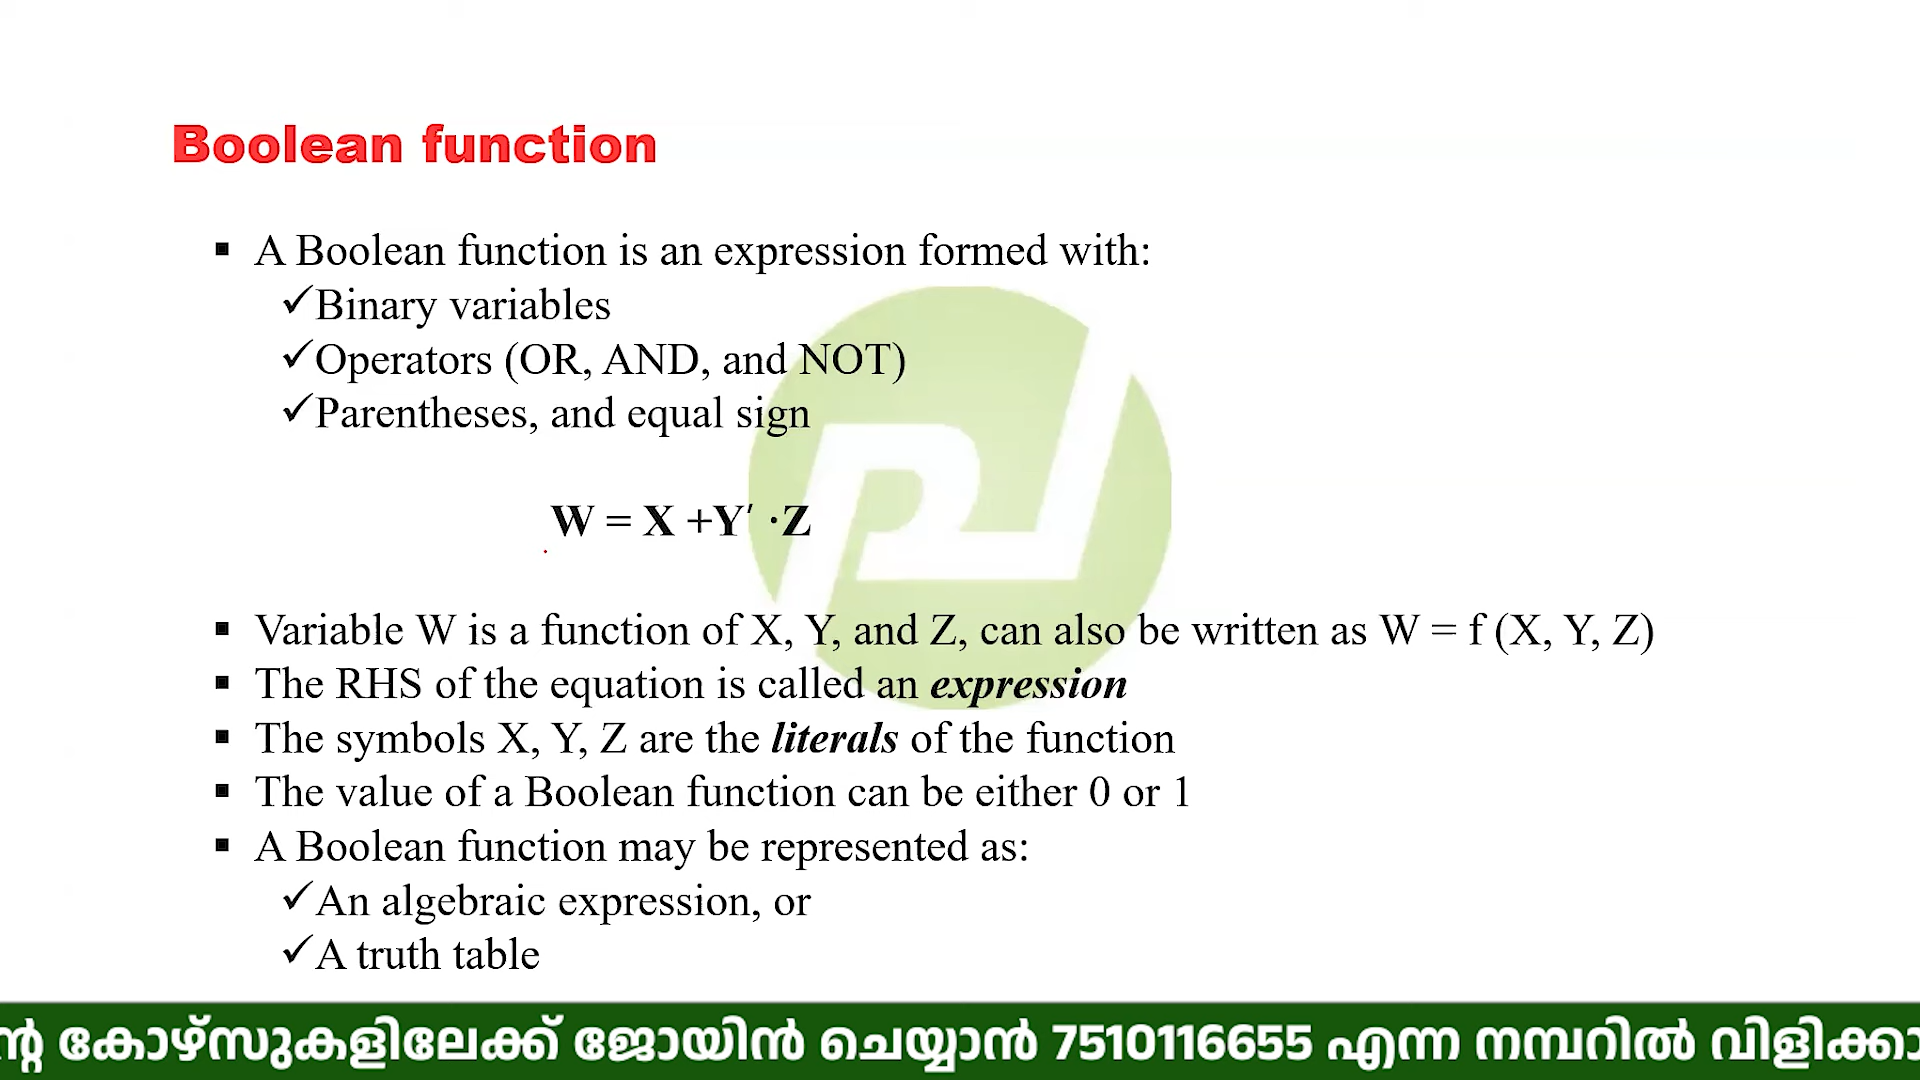 Boolean function
▪ A Boolean function is an expression formed with:
✓Binary variables
✓Operators (OR, AND, and NOT)
✓Parentheses, and equal sign
W = X +Y′ ·Z
▪ Variable W is a function of X, Y, and Z, can also be written as W = f (X, Y, Z)
▪ The RHS of the equation is called an expression
▪ The symbols X, Y, Z are the literals of the function
▪ The value of a Boolean function can be either 0 or 1
▪ A Boolean function may be represented as:
✓An algebraic expression, or
✓A truth table
കോഴ്സുകളിലേക്ക് ജോയിൻ ചെയ്യാൻ 7510116655 എന്ന നമ്പറിൽ